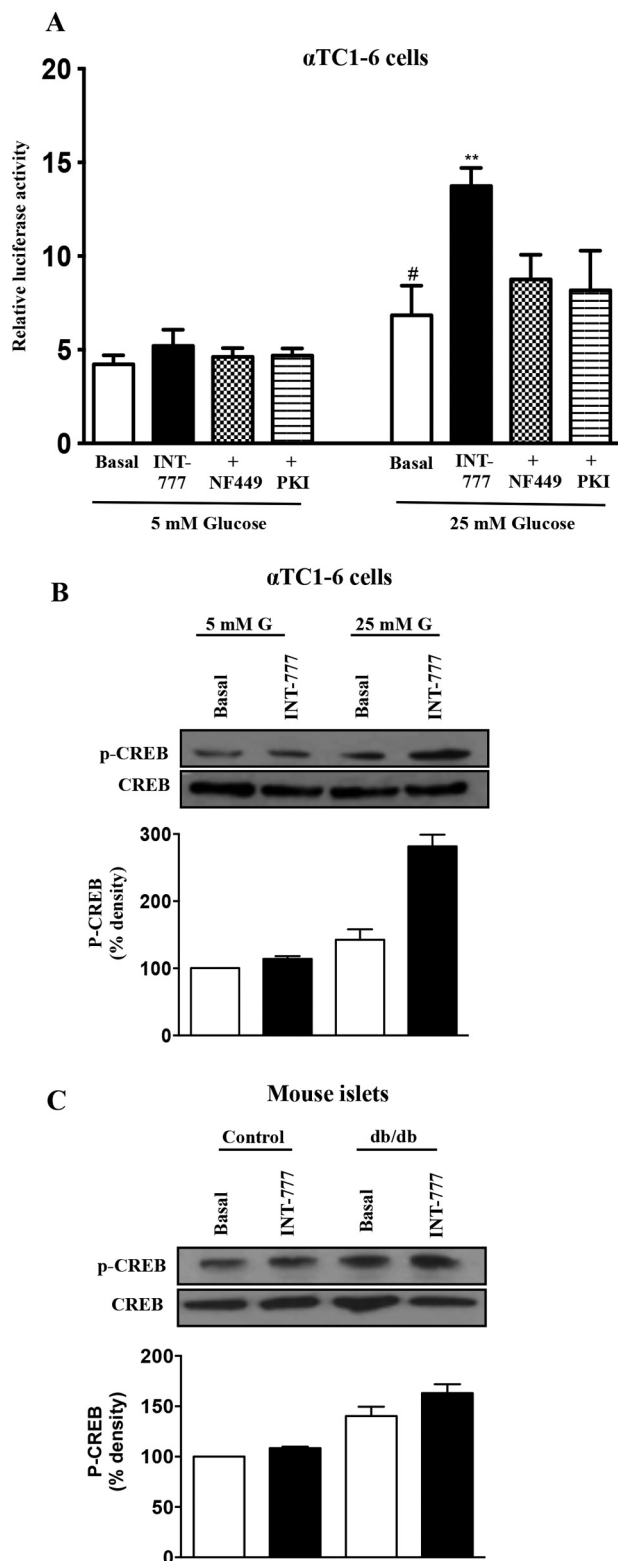 A
αTC1-6 cells
Relative luciferase activity
20
15
10
5
0
#
**
Basal
INT-
777
+
NF449
+
PKI
Basal
INT-
777
+
NF449
+
PKI
5 mM Glucose
25 mM Glucose
B
αTC1-6 cells
5 mM G
25 mM G
Basal
INT-777
Basal
INT-777
p-CREB
CREB
P-CREB
(% density)
300
200
100
0
C
Mouse islets
Control
db/db
Basal
INT-777
Basal
INT-777
p-CREB
CREB
P-CREB
(% density)
200
150
100
50
0